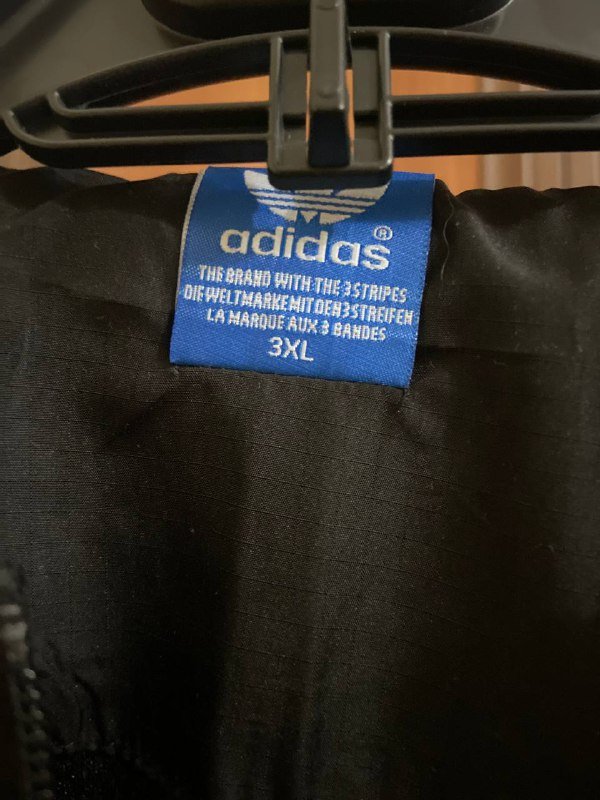 adidas®
THE BRAND WITH THE 3 STRIPES
DIE WELTMARKE MIT DEN 3 STREIFEN
LA MARQUE AUX 3 BANDES
3XL